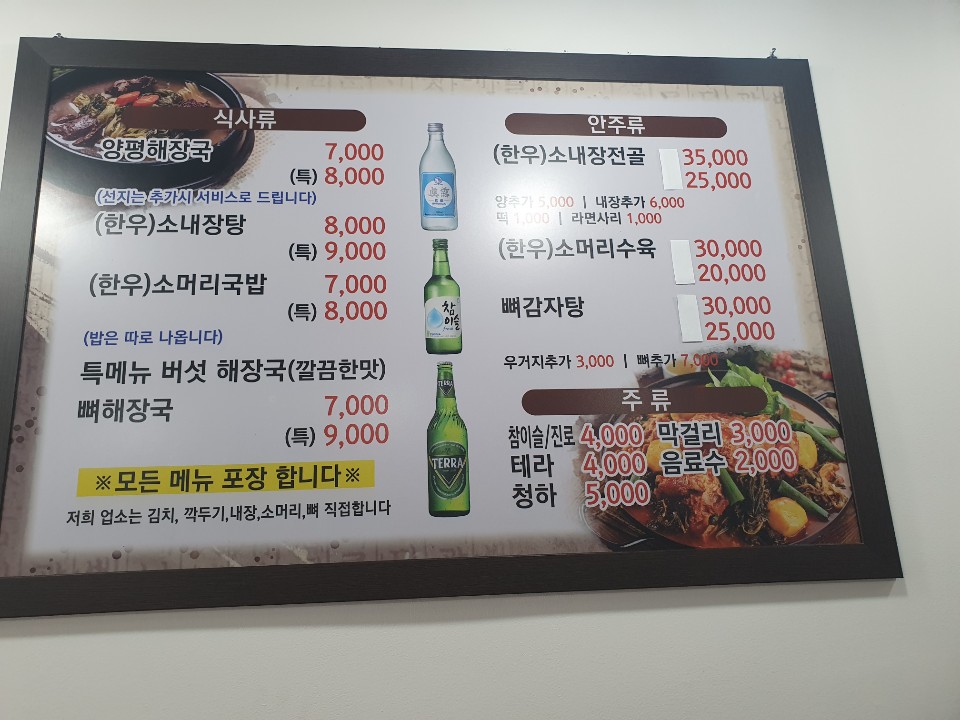 식사류
양평해장국 7,000
(특) 8,000
(선지는 추가시 서비스로 드립니다)
(한우)소내장탕 8,000
(특) 9,000
(한우)소머리국밥 7,000
(특) 8,000
(밥은 따로 나옵니다)
특메뉴 버섯 해장국(깔끔한맛)
뼈해장국 7,000
(특) 9,000
※모든 메뉴 포장 합니다※
저희 업소는 김치, 깍두기,내장,소머리,뼈 직접합니다
참이슬
TERRA
TERRA
안주류
(한우)소내장전골 35,000
25,000
양추가 5,000 | 내장추가 6,000
떡 1,000 | 라면사리 1,000
(한우)소머리수육 30,000
20,000
뼈감자탕 30,000
25,000
우거지추가 3,000 | 뼈추가 7,000
주 류
참이슬/진로 4,000 막걸리 3,000
테라 4,000 음료수 2,000
청하 5,000